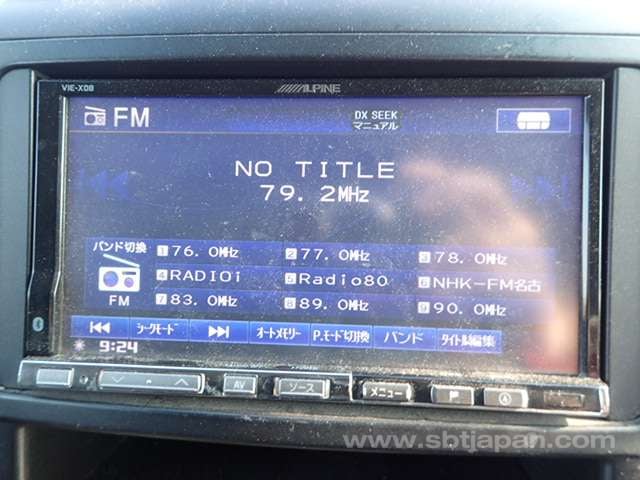 VIE-X08
ALPINE
FM
DX SEEK
マニュアル
NO TITLE
79.2MHz
バンド切換
FM
1 76.0MHz
2 77.0MHz
3 78.0MHz
4 RADIOi
5 Radio80
6 NHK-FM名古
7 83.0MHz
8 89.0MHz
9 90.0MHz
シークモード
オートメモリー
P.モード切換
バンド
タイトル編集
9:24
AV
ソース
メニュー
P
A
www.sbtjapan.com